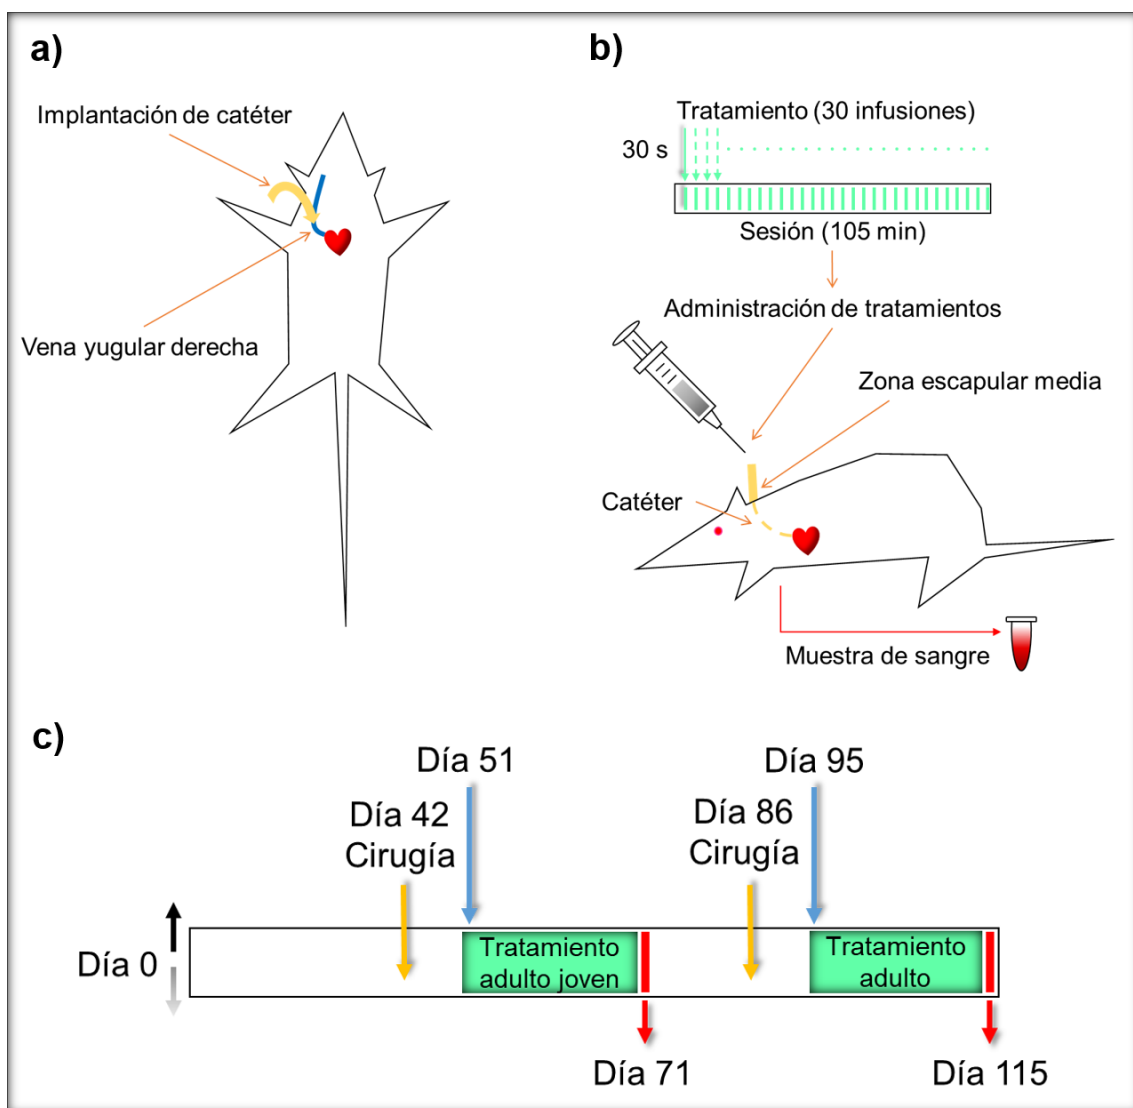 a)
Implantación de catéter
Vena yugular derecha
b)
Tratamiento (30 infusiones)
30 s
Sesión (105 min)
Administración de tratamientos
Zona escapular media
Catéter
Muestra de sangre
c)
Día 51
Día 95
Día 42
Cirugía
Día 86
Cirugía
Día 0
Tratamiento
adulto joven
Tratamiento
adulto
Día 71
Día 115